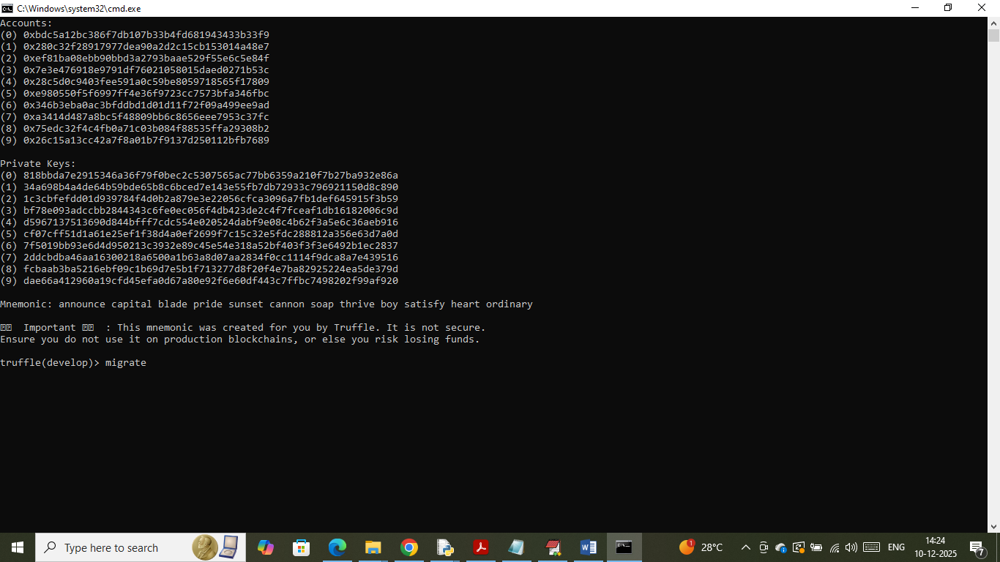 C:\Windows\system32\cmd.exe
Accounts:
(0) 0xbdc5a12bc386f7db107b33b4fd681943433b33f9
(1) 0x280c32f28917977dea90a2d2c15cb153014a48e7
(2) 0xef81ba08ebb90bbd3a2793baae529f55e6c5e84f
(3) 0x7e3e476918e9791df76021058015daed0271b53c
(4) 0x28c5d0c9403fee591a0c59be8059718565f17809
(5) 0xe980550f5f6997ff4e36f9723cc7573bfa346fbc
(6) 0x346b3eba0ac3bfddbd1d01d11f72f09a499ee9ad
(7) 0xa3414d487a8bc5f48809bb6c8656eee7953c37fc
(8) 0x75edc32f4c4fb0a71c03b084f88535ffa29308b2
(9) 0x26c15a13cc42a7f8a01b7f9137d250112bfb7689
Private Keys:
(0) 818bbda7e2915346a36f79f0bec2c5307565ac77bb6359a210f7b27ba932e86a
(1) 34a698b4a4de64b59bde65b8c6bced7e143e55fb7db72933c796921150d8c890
(2) 1c3cbfefdd01d939784f4d0b2a879e3e22056cfca3096a7fb1def645915f3b59
(3) bf78e093adccbb2844343c6fe0ec056f4db423de2c4f7fceaf1db16182006c9d
(4) d5967137513690d844bfff7cdc554e020524dabf9e08c4b62f3a5e6c36aeb916
(5) cf07cff51d1a61e25ef1f38d4a0ef2699f7c15c32e5fdc288812a356e63d7a0d
(6) 7f5019bb93e6d4d950213c3932e89c45e54e318a52bf403f3f3e6492b1ec2837
(7) 2ddcbdba46aa16300218a6500a1b63a8d07aa2834f0cc1114f9dca8a7e439516
(8) fcbaab3ba5216ebf09c1b69d7e5b1f713277d8f20f4e7ba82925224ea5de379d
(9) dae66a412960a19cfd45efa0d67a80e92f6e60df443c7ffbc7498202f99af920
Mnemonic: announce capital blade pride sunset cannon soap thrive boy satisfy heart ordinary
Important : This mnemonic was created for you by Truffle. It is not secure.
Ensure you do not use it on production blockchains, or else you risk losing funds.
truffle(develop)> migrate
Type here to search
1
28°C
ENG
14:24
10-12-2025
7